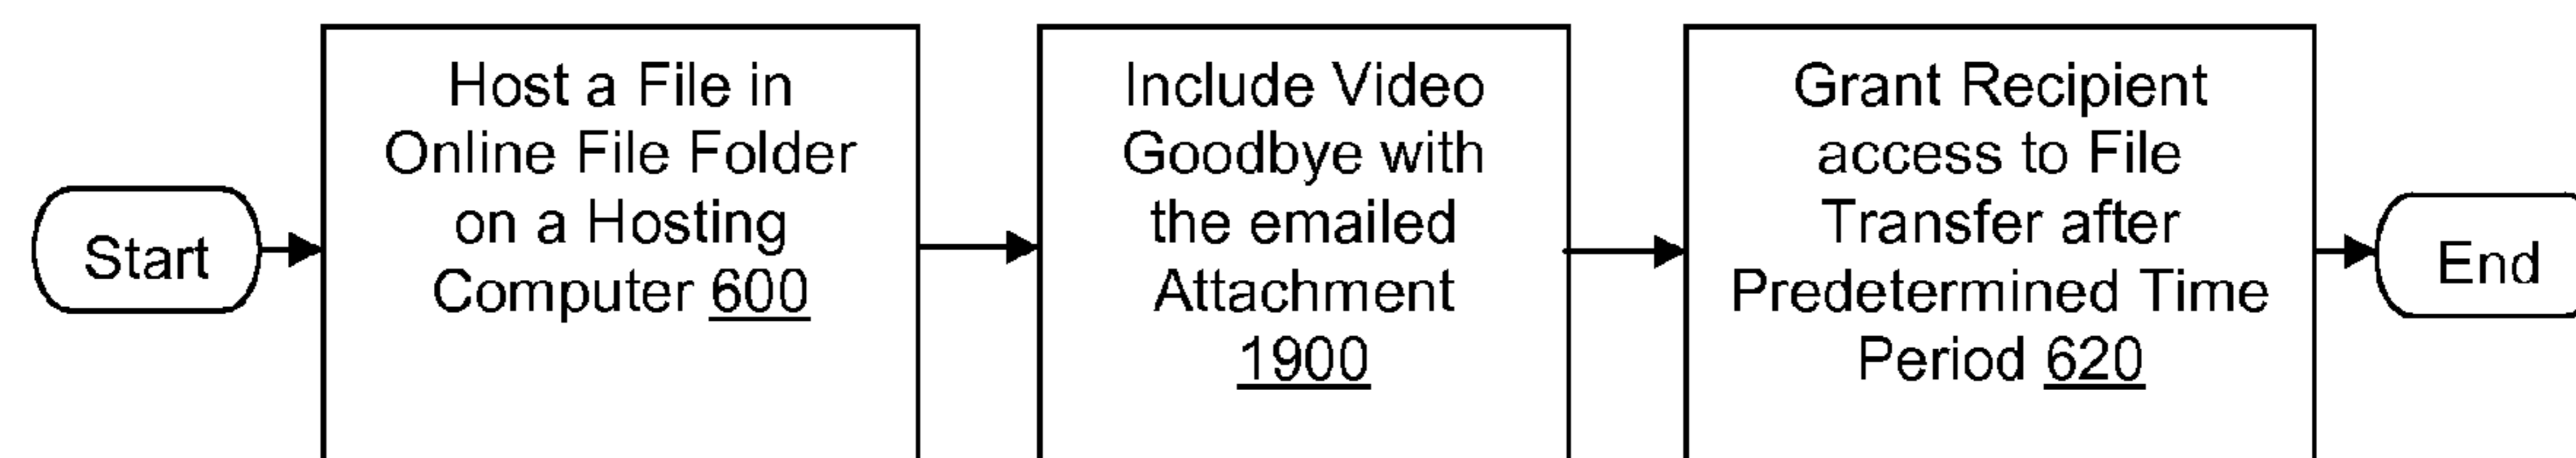 Start
Host a File in
Online File Folder
on a Hosting
Computer 600
Include Video
Goodbye with
the emailed
Attachment
1900
Grant Recipient
access to File
Transfer after
Predetermined Time
Period 620
End